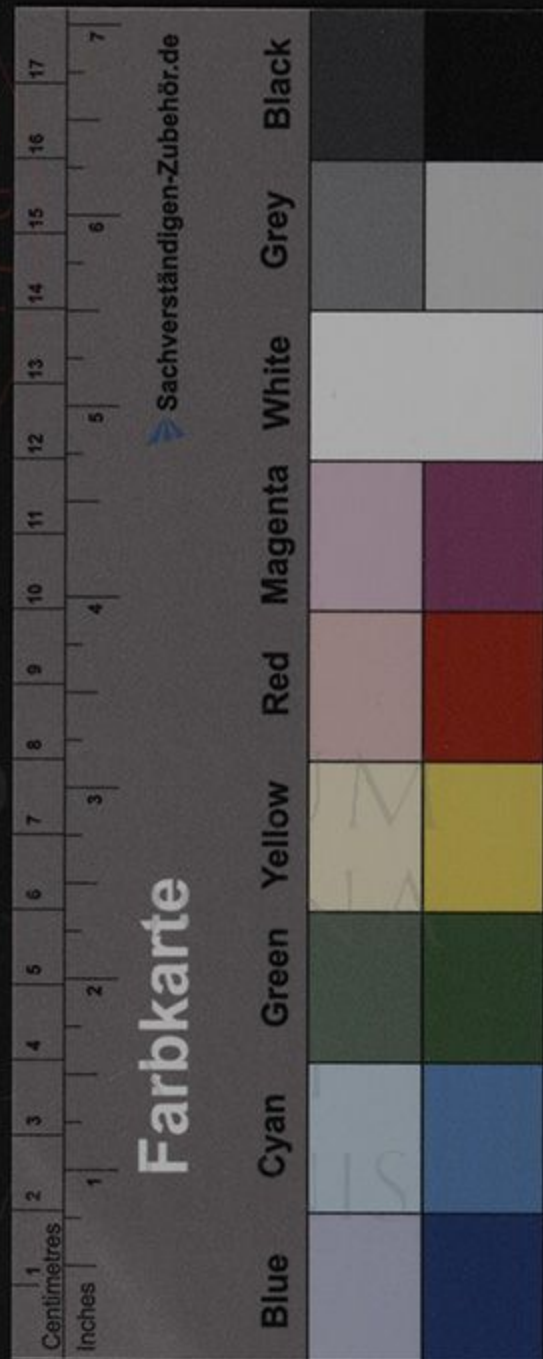 Centimetres 1 2 3 4 5 6 7 8 9 10 11 12 13 14 15 16 17
Inches 1 2 3 4 5 6 7
Farbkarte
Sachverständigen-Zubehör.de
Blue Cyan Green Yellow Red Magenta White Grey Black